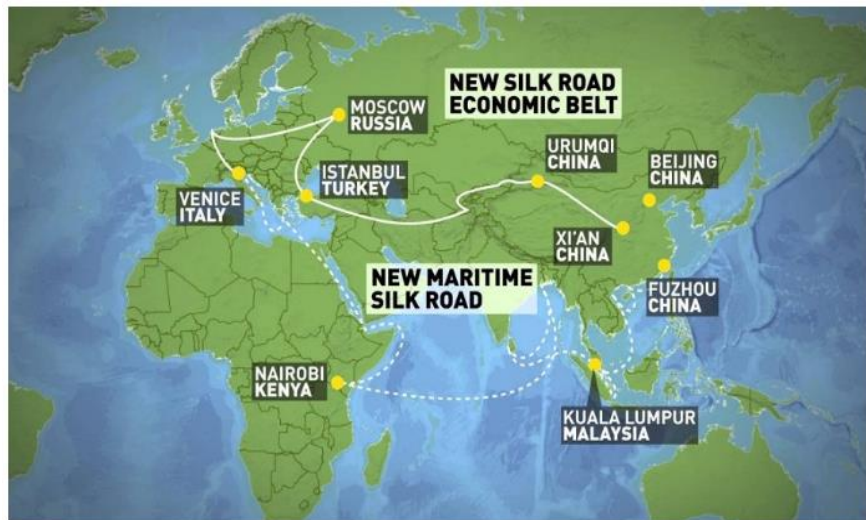 NEW SILK ROAD
ECONOMIC BELT
MOSCOW
RUSSIA
URUMQI
CHINA
BEIJING
CHINA
ISTANBUL
TURKEY
VENICE
ITALY
XI'AN
CHINA
NEW MARITIME
SILK ROAD
FUZHOU
CHINA
NAIROBI
KENYA
KUALA LUMPUR
MALAYSIA